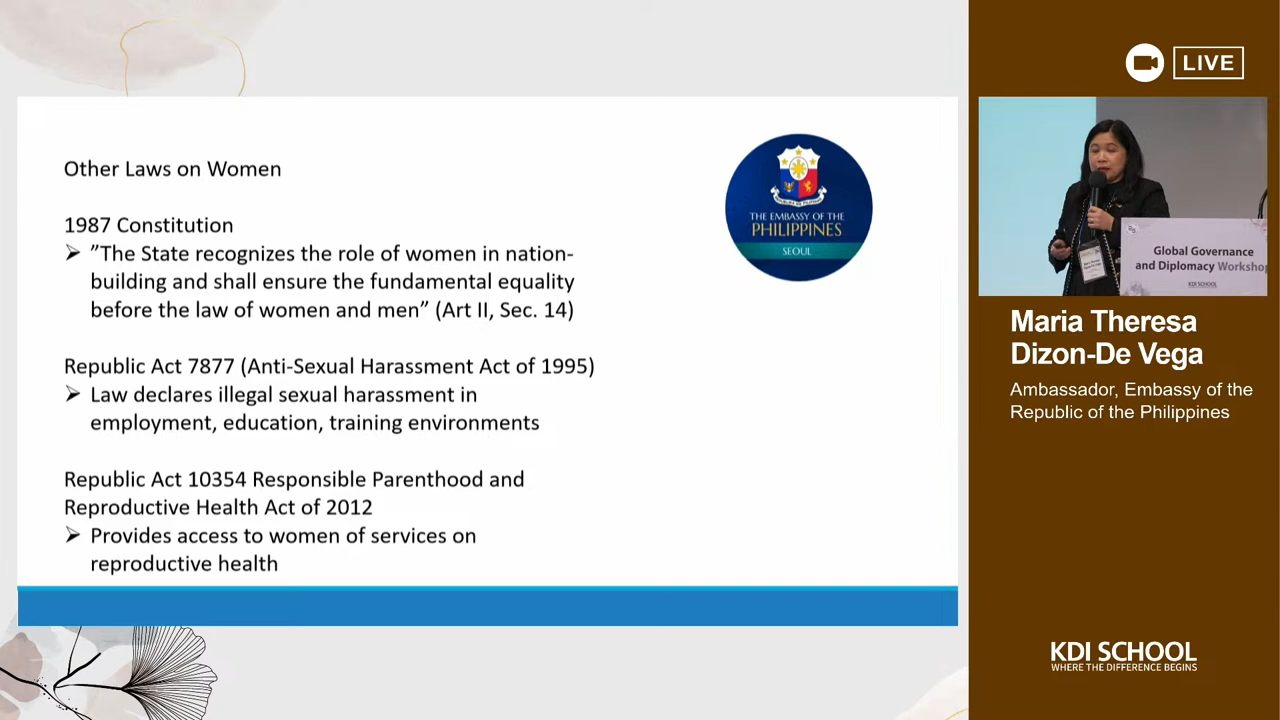 Other Laws on Women
1987 Constitution
➢ ”The State recognizes the role of women in nation-
building and shall ensure the fundamental equality
before the law of women and men” (Art II, Sec. 14)
Republic Act 7877 (Anti-Sexual Harassment Act of 1995)
➢ Law declares illegal sexual harassment in
employment, education, training environments
Republic Act 10354 Responsible Parenthood and
Reproductive Health Act of 2012
➢ Provides access to women of services on
reproductive health
THE EMBASSY OF THE
PHILIPPINES
SEOUL
LIVE
Global Governance
and Diplomacy Workshop
KDI SCHOOL
Maria Theresa
Dizon-De Vega
Ambassador, Embassy of the
Republic of the Philippines
KDI SCHOOL
WHERE THE DIFFERENCE BEGINS